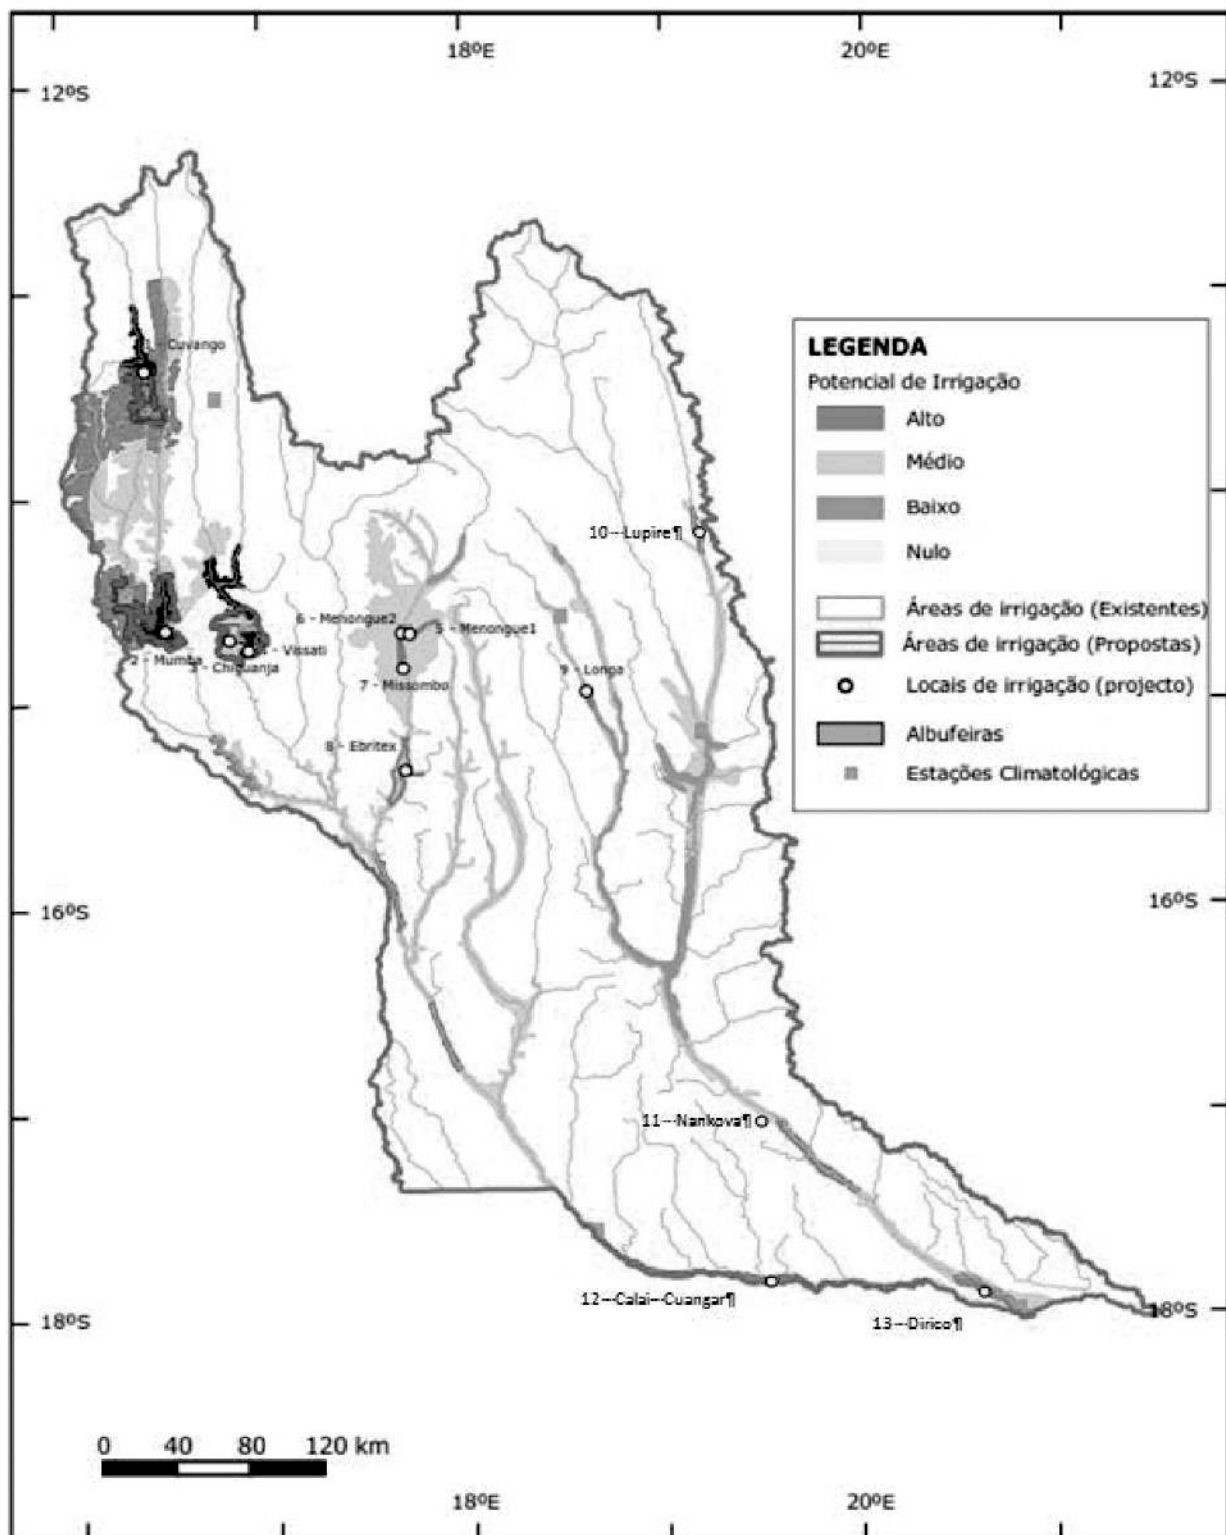 18ºE
20ºE
12ºS
12ºS
1 - Cuvango
LEGENDA
Potencial de Irrigação
Alto
Médio
Baixo
Nulo
Áreas de irrigação (Existentes)
Áreas de irrigação (Propostas)
Locais de irrigação (projecto)
Albufeiras
Estações Climatológicas
10--Lupire¶
6 - Menongue2
5 - Menongue1
2 - Mumba
3 - Chiquanja
- Vissati
7 - Missombo
9 - Longa
8 - Ebritex
16ºS
16ºS
11--Nankova¶
12--Calai--Cuangar¶
13--Dirico¶
18ºS
18ºS
0 40 80 120 km
18ºE
20ºE